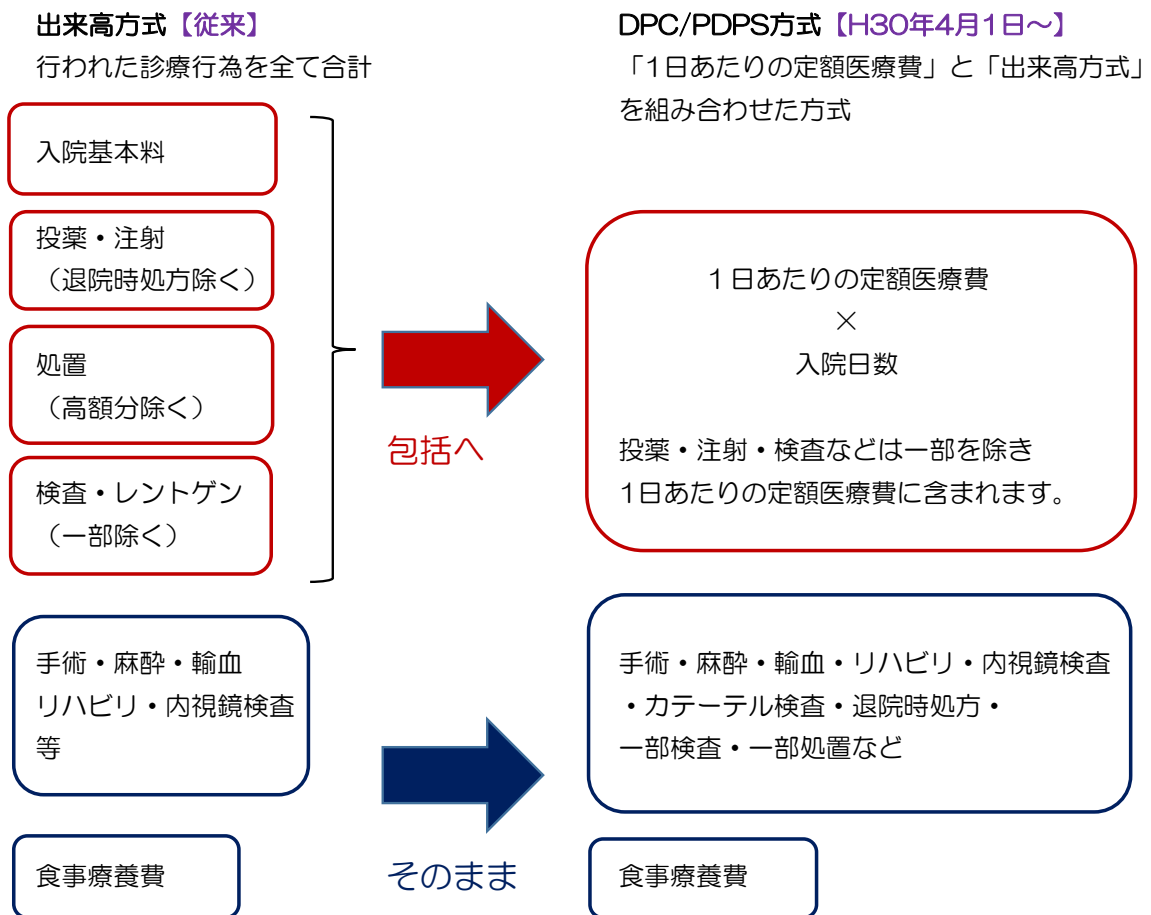 出来高方式【従来】
行われた診療行為を全て合計
入院基本料
投薬・注射
（退院時処方除く）
処置
（高額分除く）
検査・レントゲン
（一部除く）
手術・麻酔・輸血
リハビリ・内視鏡検査
等
食事療養費
包括へ
そのまま
DPC/PDPS方式【H30年4月1日～】
「1日あたりの定額医療費」と「出来高方式」
を組み合わせた方式
１日あたりの定額医療費
×
入院日数
投薬・注射・検査などは一部を除き
1日あたりの定額医療費に含まれます。
手術・麻酔・輸血・リハビリ・内視鏡検査
・カテーテル検査・退院時処方・
一部検査・一部処置など
食事療養費